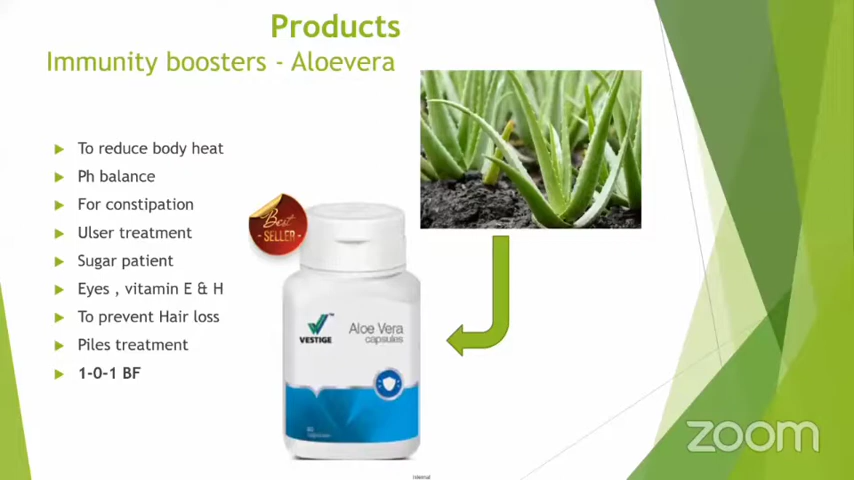 Products
Immunity boosters - Aloevera
To reduce body heat
Ph balance
For constipation
Ulser treatment
Sugar patient
Eyes , vitamin E & H
To prevent Hair loss
Piles treatment
1-0-1 BF
Best
- SELLER -
VESTIGE
Aloe Vera
capsules
Internal
zoom